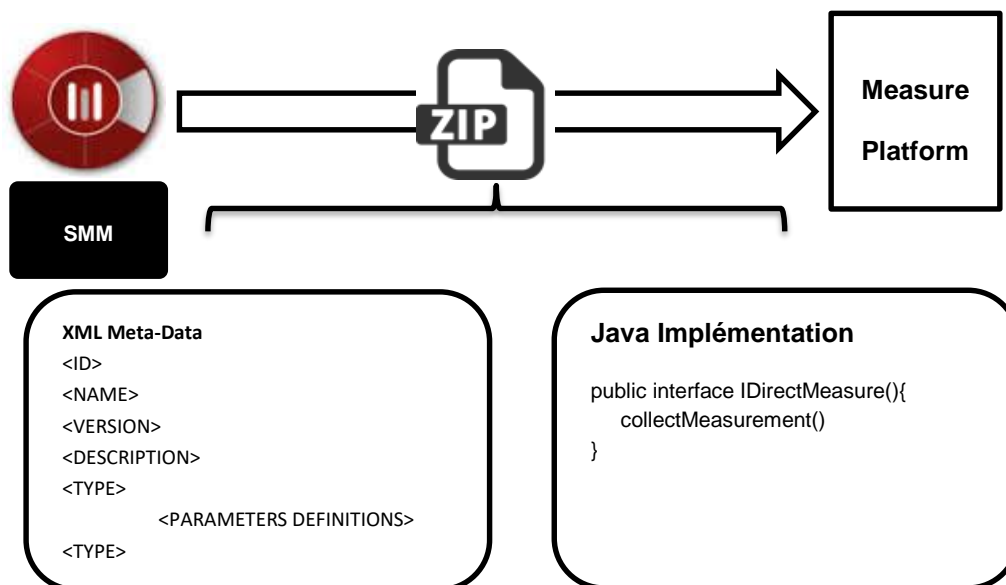 ZIP
Measure
Platform
SMM
XML Meta-Data
<ID>
<NAME>
<VERSION>
<DESCRIPTION>
<TYPE>
<PARAMETERS DEFINITIONS>
<TYPE>
Java Implémentation
public interface IDirectMeasure(){
collectMeasurement()
}